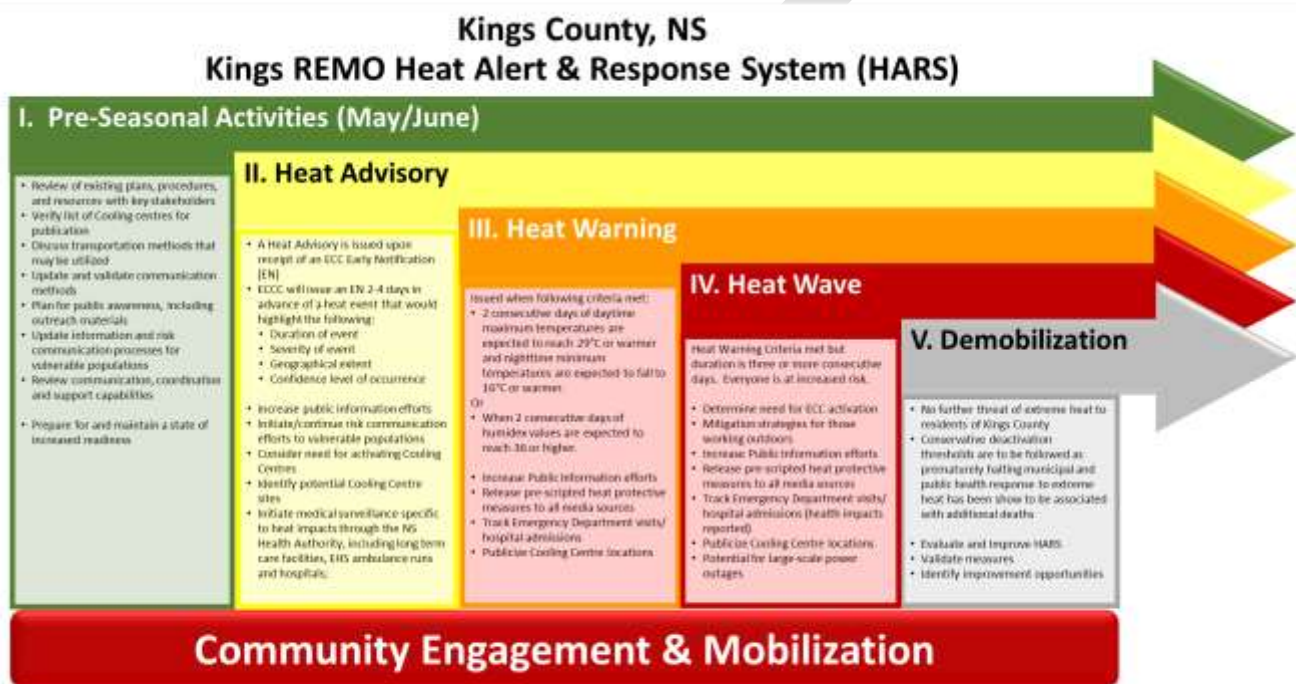 Kings County, NS
Kings REMO Heat Alert & Response System (HARS)
I. Pre-Seasonal Activities (May/June)
• Review of existing plans, procedures,
and resources with key stakeholders
• Verify list of Cooling centres for
publication
• Discuss transportation methods that
may be utilized
• Update and validate communication
methods
• Plan for public awareness, including
outreach materials
• Update information and risk
communication processes for
vulnerable populations
• Review communication, coordination
and support capabilities
• Prepare for and maintain a state of
increased readiness
II. Heat Advisory
• A Heat Advisory is issued upon
receipt of an ECC Early Notification
(EN)
• ECCC will issue an EN 2-4 days in
advance of a heat event that would
highlight the following:
• Duration of event
• Severity of event
• Geographical extent
• Confidence level of occurrence
• Increase public information efforts
• Initiate/continue risk communication
efforts to vulnerable populations
• Consider need for activating Cooling
Centres
• Identify potential Cooling Centre
sites
• Initiate medical surveillance specific
to heat impacts through the NS
Health Authority, including long term
care facilities, EHS ambulance runs
and hospitals.
III. Heat Warning
Issued when following criteria met:
• 2 consecutive days of daytime
maximum temperatures are
expected to reach 29°C or warmer
and nighttime minimum
temperatures are expected to fall to
16°C or warmer.
Or
• When 2 consecutive days of
humidex values are expected to
reach 36 or higher.
• Increase Public Information efforts
• Release pre-scripted heat protective
measures to all media sources
• Track Emergency Department visits/
hospital admissions
• Publicize Cooling Centre locations
IV. Heat Wave
Heat Warning Criteria met but
duration is three or more consecutive
days. Everyone is at increased risk.
• Determine need for ECC activation
• Mitigation strategies for those
working outdoors
• Increase Public Information efforts
• Release pre-scripted heat protective
measures to all media sources
• Track Emergency Department visits/
hospital admissions (health impacts
reported)
• Publicize Cooling Centre locations
• Potential for large-scale power
outages
V. Demobilization
• No further threat of extreme heat to
residents of Kings County
• Conservative deactivation
thresholds are to be followed as
prematurely halting municipal and
public health response to extreme
heat has been show to be associated
with additional deaths
• Evaluate and Improve HARS
• Validate measures
• Identify improvement opportunities
Community Engagement & Mobilization